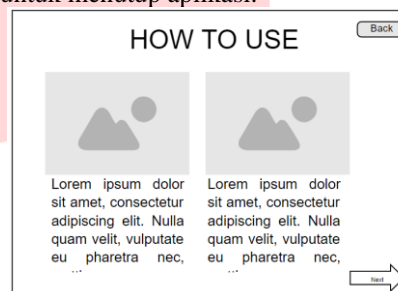 untuk menutup aplikasi.
HOW TO USE
Back
Lorem ipsum dolor
sit amet, consectetur
adipiscing elit. Nulla
quam velit, vulputate
eu pharetra nec,
Lorem ipsum dolor
sit amet, consectetur
adipiscing elit. Nulla
quam velit, vulputate
eu pharetra nec,
Next